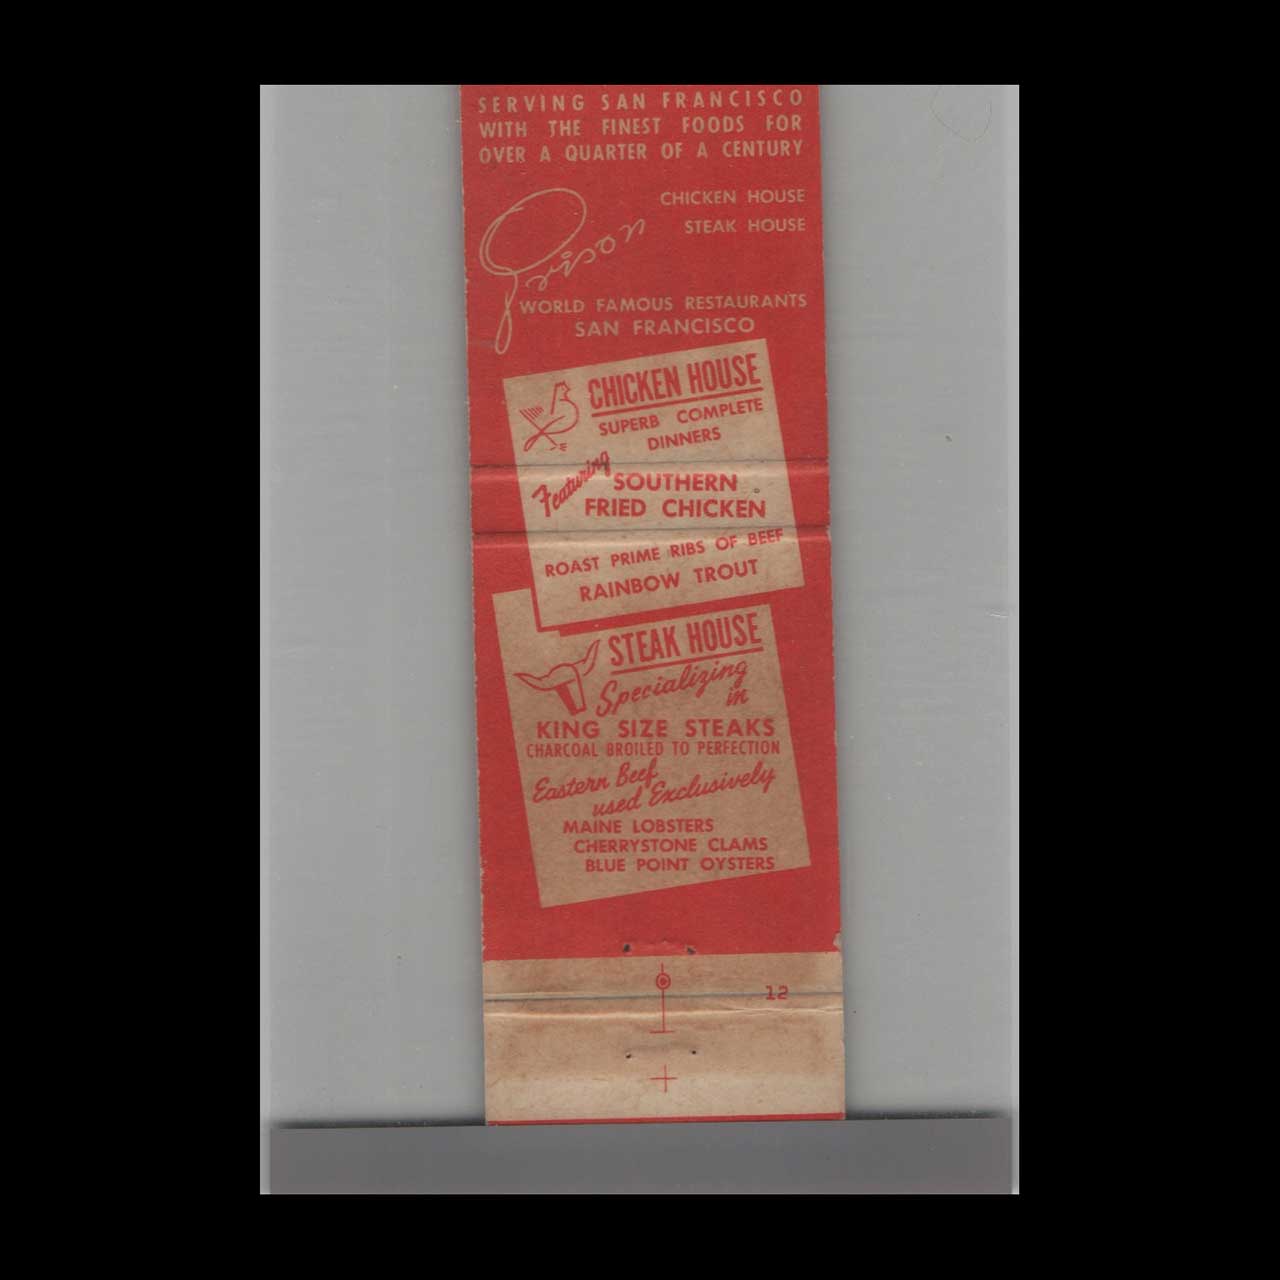 SERVING SAN FRANCISCO
WITH THE FINEST FOODS FOR
OVER A QUARTER OF A CENTURY
Grison
CHICKEN HOUSE
STEAK HOUSE
WORLD FAMOUS RESTAURANTS
SAN FRANCISCO
CHICKEN HOUSE
SUPERB COMPLETE
DINNERS
Featuring
SOUTHERN
FRIED CHICKEN
ROAST PRIME RIBS OF BEEF
RAINBOW TROUT
STEAK HOUSE
Specializing
in
KING SIZE STEAKS
CHARCOAL BROILED TO PERFECTION
Eastern Beef
used Exclusively
MAINE LOBSTERS
CHERRYSTONE CLAMS
BLUE POINT OYSTERS
12